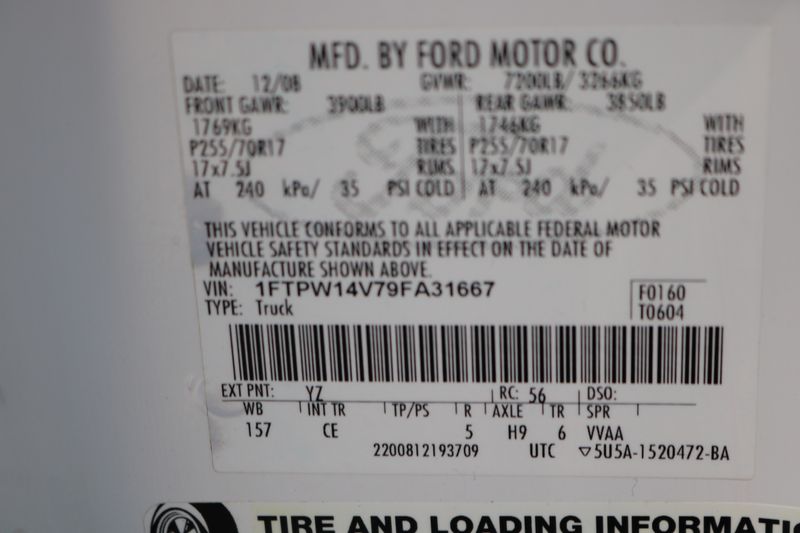 MFD. BY FORD MOTOR CO.
DATE: 12/08 GVWR: 7200LB/ 3266KG
FRONT GAWR: 3900LB REAR GAWR: 3850LB
1769KG WITH 1746KG WITH
P255/70R17 TIRES P255/70R17 TIRES
17x7.5J RIMS 17x7.5J RIMS
AT 240 kPa/ 35 PSI COLD AT 240 kPa/ 35 PSI COLD
THIS VEHICLE CONFORMS TO ALL APPLICABLE FEDERAL MOTOR
VEHICLE SAFETY STANDARDS IN EFFECT ON THE DATE OF
MANUFACTURE SHOWN ABOVE.
VIN: 1FTPW14V79FA31667 F0160
TYPE: Truck T0604
EXT PNT: YZ RC: 56 DSO:
WB INT TR TP/PS R AXLE TR SPR
157 CE 5 H9 6 VVAA
2200812193709 UTC ▽5U5A-1520472-BA
TIRE AND LOADING INFORMATIO